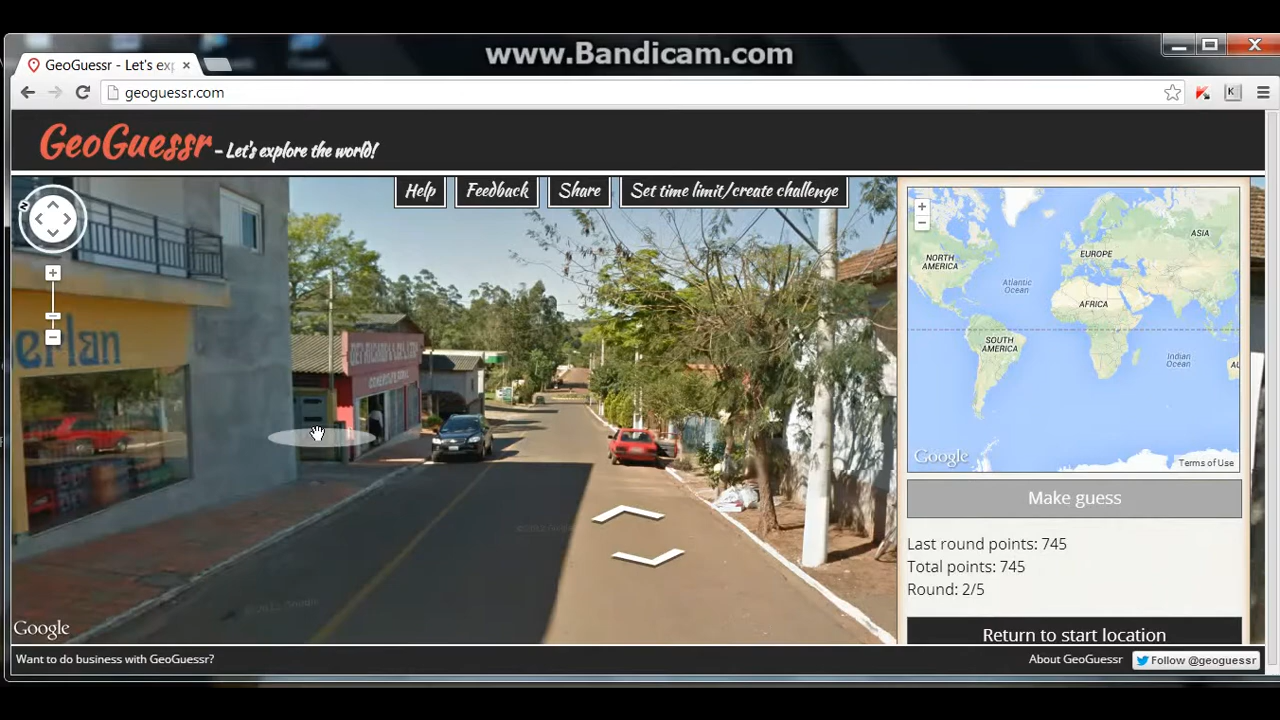 www.Bandicam.com
GeoGuessr - Let's exp
geoguessr.com
GeoGuessr - Let's explore the world!
Help
Feedback
Share
Set time limit/create challenge
erlan
Google
NORTH AMERICA
Atlantic Ocean
EUROPE
ASIA
AFRICA
SOUTH AMERICA
Indian Ocean
AU
Google
Terms of Use
Make guess
Last round points: 745
Total points: 745
Round: 2/5
Return to start location
Want to do business with GeoGuessr?
About GeoGuessr
Follow @geoguessr